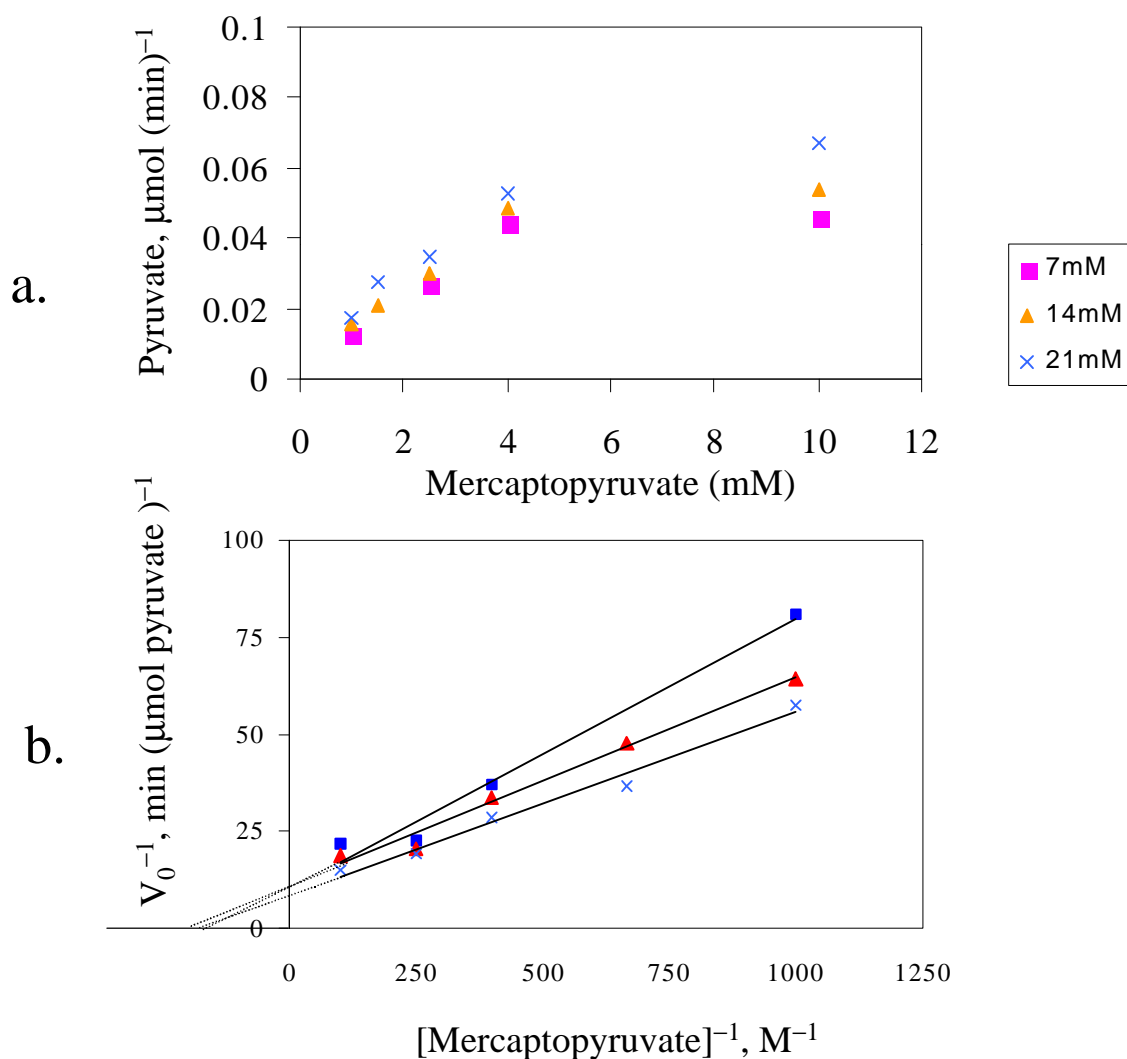 a.
Pyruvate, μmol (min)⁻¹
0.1
0.08
0.06
0.04
0.02
0
0 2 4 6 8 10 12
Mercaptopyruvate (mM)
7mM
14mM
21mM
b.
V₀⁻¹, min (μmol pyruvate )⁻¹
100
75
50
25
0
0 250 500 750 1000 1250
[Mercaptopyruvate]⁻¹, M⁻¹